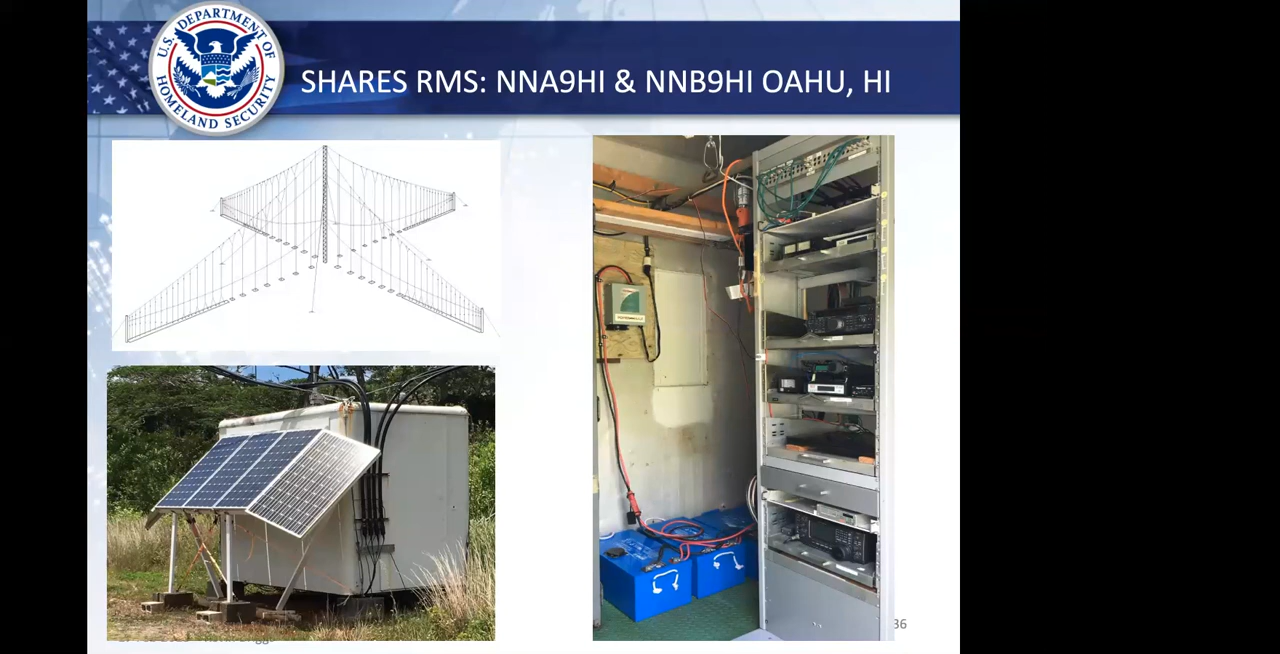 U.S. DEPARTMENT OF
HOMELAND SECURITY
SHARES RMS: NNA9HI & NNB9HI OAHU, HI
36